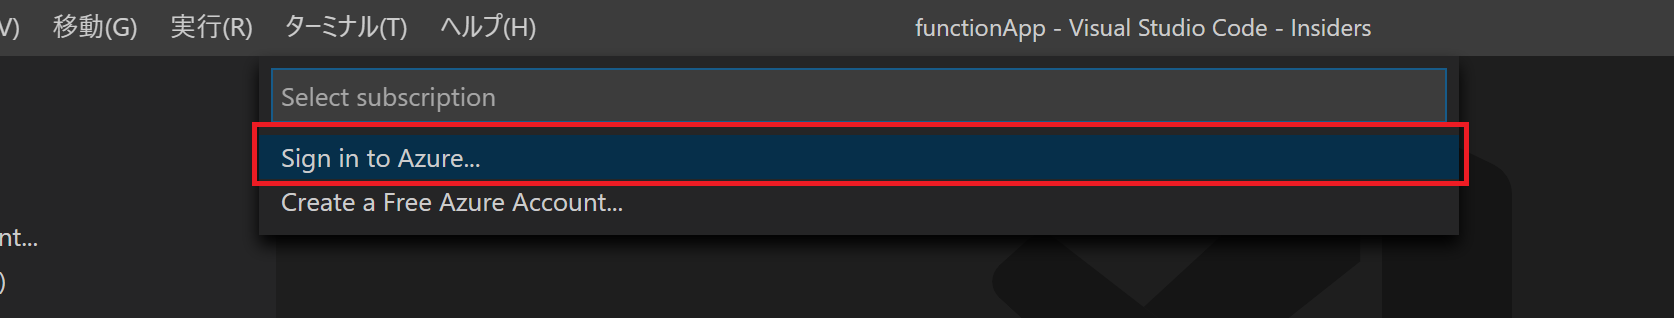 V) 移動(G) 実行(R) ターミナル(T) ヘルプ(H) functionApp - Visual Studio Code - Insiders
Select subscription
Sign in to Azure...
Create a Free Azure Account...
nt...
)